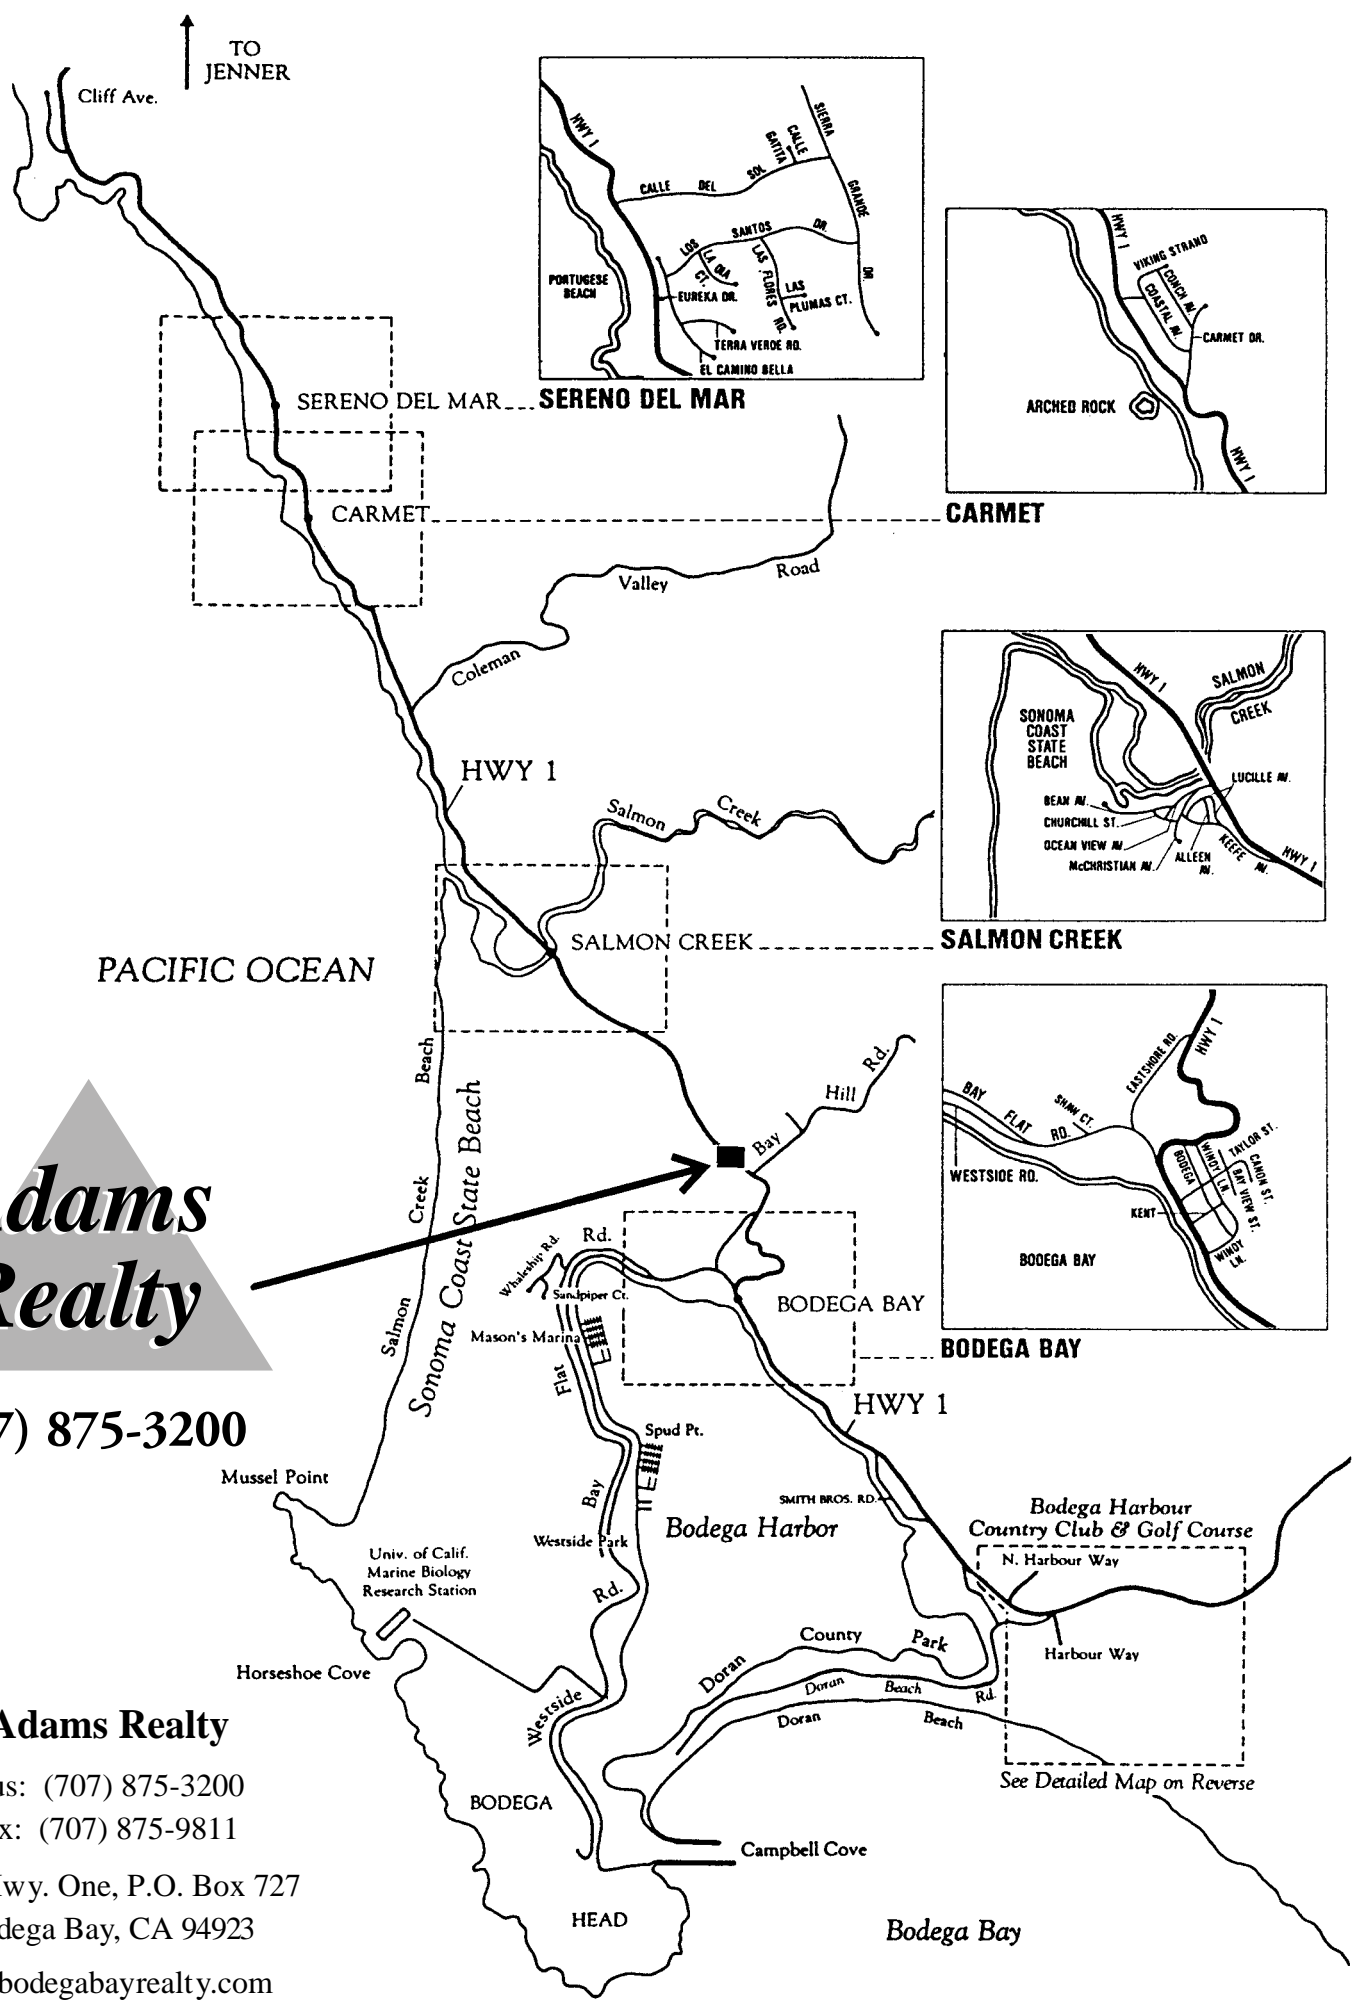 TO
JENNER
Cliff Ave.
HWY 1
SIERRA
GRANDE
DR.
CALLE
GATITA
CALLE DEL SOL
LOS SANTOS DR.
LA OLA
CT.
LAS FLORES RD.
LAS
PLUMAS CT.
PORTUGESE
BEACH
EUREKA DR.
TERRA VERDE RD.
EL CAMINO BELLA
SERENO DEL MAR
SERENO DEL MAR
HWY 1
VIKING STRAND
CONCH AV.
COASTAL AV.
CARMET DR.
ARCHED ROCK
HWY 1
CARMET
CARMET
Coleman Valley Road
HWY 1
SALMON
CREEK
SONOMA
COAST
STATE
BEACH
LUCILLE AV.
BEAN AV.
CHURCHILL ST.
OCEAN VIEW AV.
McCHRISTIAN AV.
ALLEEN
AV.
KEEFE AV.
HWY 1
SALMON CREEK
HWY 1
Salmon Creek
SALMON CREEK
PACIFIC OCEAN
Salmon Creek Beach
Sonoma Coast State Beach
Bay Hill Rd.
HWY 1
EASTSHORE RD.
BAY FLAT RD.
SHAW CT.
WESTSIDE RD.
BODEGA
WINDY LN.
TAYLOR ST.
CANON ST.
BAY VIEW ST.
KENT
WINDY
LN.
BODEGA BAY
BODEGA BAY
dams
Realty
) 875-3200
Whaleship Rd.
Rd.
Sandpiper Ct.
Mason's Marina
Flat
Bay
BODEGA BAY
HWY 1
Spud Pt.
SMITH BROS. RD.
Mussel Point
Bodega Harbor
Westside Park
Rd.
Univ. of Calif.
Marine Biology
Research Station
Bodega Harbour
Country Club & Golf Course
N. Harbour Way
Harbour Way
Horseshoe Cove
Westside
Doran County Park
Doran Beach Rd.
Doran Beach
See Detailed Map on Reverse
BODEGA
Campbell Cove
HEAD
Bodega Bay
Adams Realty
us: (707) 875-3200
x: (707) 875-9811
wy. One, P.O. Box 727
dega Bay, CA 94923
bodegabayrealty.com